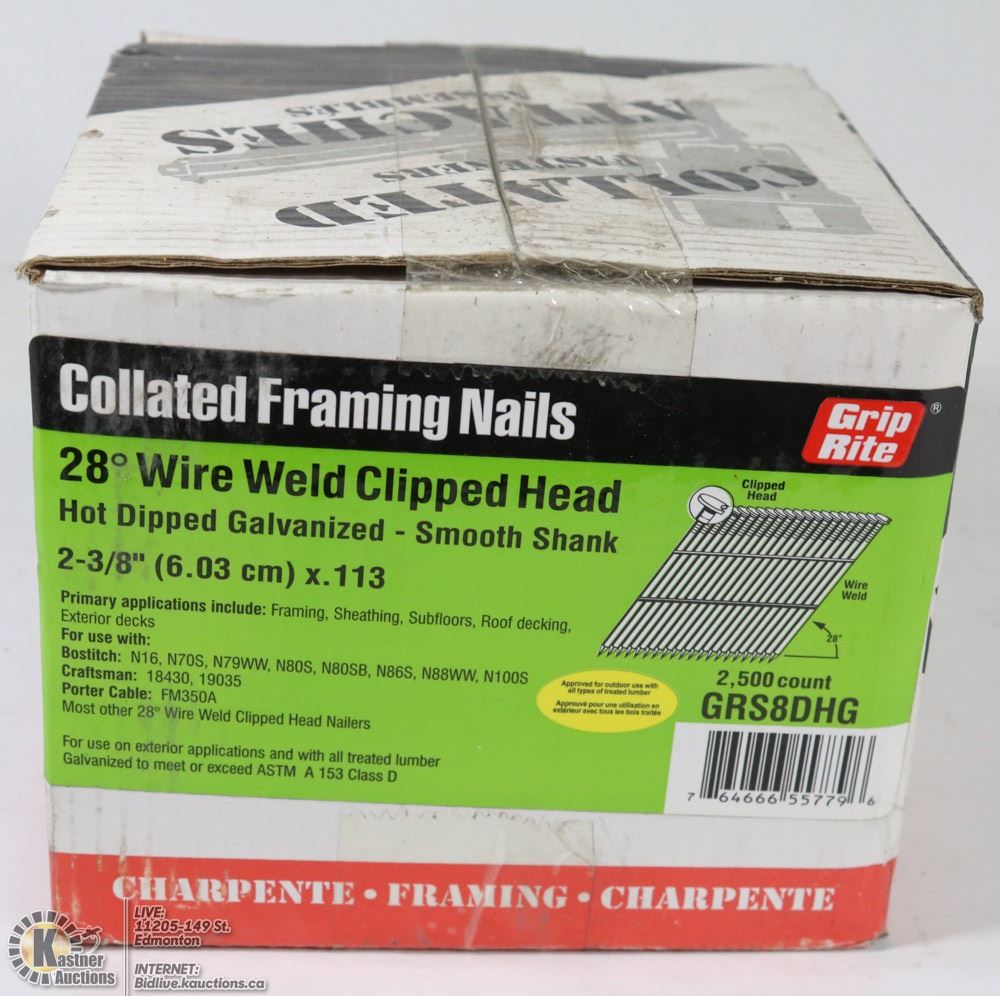 ATTACHES
ASSEMBLÉS
COLLATED
FASTENERS
Collated Framing Nails
Grip
Rite
®
28° Wire Weld Clipped Head
Hot Dipped Galvanized - Smooth Shank
2-3/8" (6.03 cm) x.113
Primary applications include: Framing, Sheathing, Subfloors, Roof decking,
Exterior decks
For use with:
Bostitch: N16, N70S, N79WW, N80S, N80SB, N86S, N88WW, N100S
Craftsman: 18430, 19035
Porter Cable: FM350A
Most other 28° Wire Weld Clipped Head Nailers
For use on exterior applications and with all treated lumber
Galvanized to meet or exceed ASTM A 153 Class D
Clipped
Head
Wire
Weld
28°
Approved for outdoor use with
all types of treated lumber
Approuvé pour une utilisation en
extérieur avec tous les bois traités
2,500 count
GRS8DHG
7 64666 55779 6
CHARPENTE • FRAMING • CHARPENTE
Kastner
Auctions
LIVE:
11205-149 St.
Edmonton
INTERNET:
Bidlive.kauctions.ca